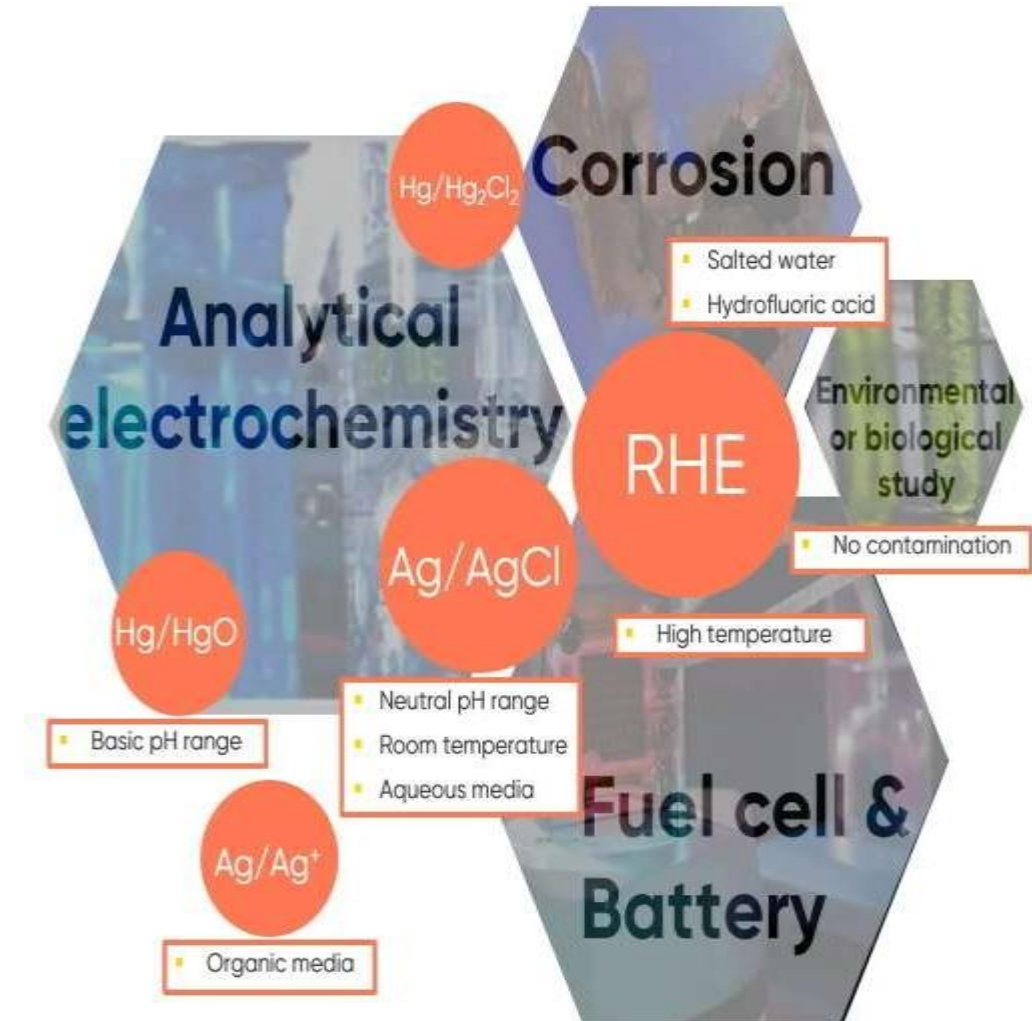 Hg/Hg₂Cl₂
Corrosion
Salted water
Hydrofluoric acid
Analytical
electrochemistry
Environmental
or biological
study
No contamination
RHE
High temperature
Ag/AgCl
Neutral pH range
Room temperature
Aqueous media
Hg/HgO
Basic pH range
Ag/Ag⁺
Organic media
Fuel cell &
Battery